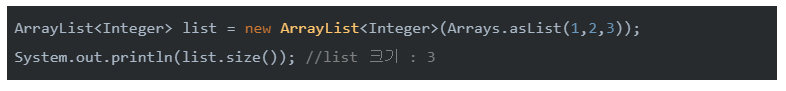 ArrayList<Integer> list = new ArrayList<Integer>(Arrays.asList(1,2,3));
System.out.println(list.size()); //list 크기 : 3